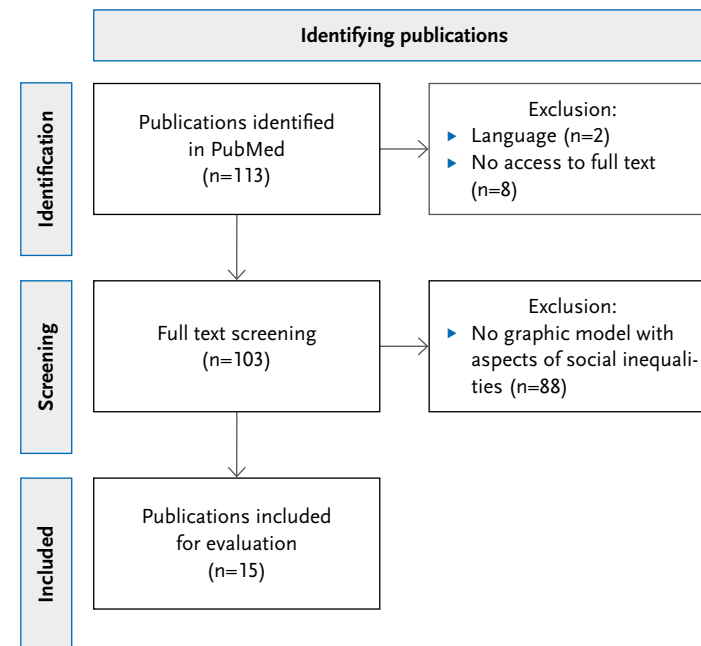 Identifying publications
Identification
Publications identified
in PubMed
(n=113)
Exclusion:
▶ Language (n=2)
▶ No access to full text
(n=8)
Screening
Full text screening
(n=103)
Exclusion:
▶ No graphic model with
aspects of social inequali-
ties (n=88)
Included
Publications included
for evaluation
(n=15)